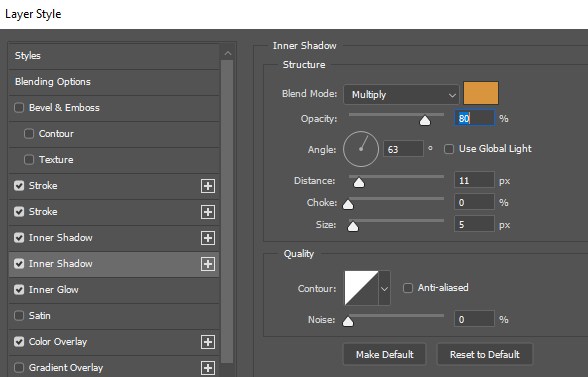 Layer Style
Styles
Blending Options
Bevel & Emboss
Contour
Texture
Stroke
Stroke
Inner Shadow
Inner Shadow
Inner Glow
Satin
Color Overlay
Gradient Overlay
Inner Shadow
Structure
Blend Mode: Multiply
Opacity: 80 %
Angle: 63 ° Use Global Light
Distance: 11 px
Choke: 0 %
Size: 5 px
Quality
Contour: Anti-aliased
Noise: 0 %
Make Default Reset to Default